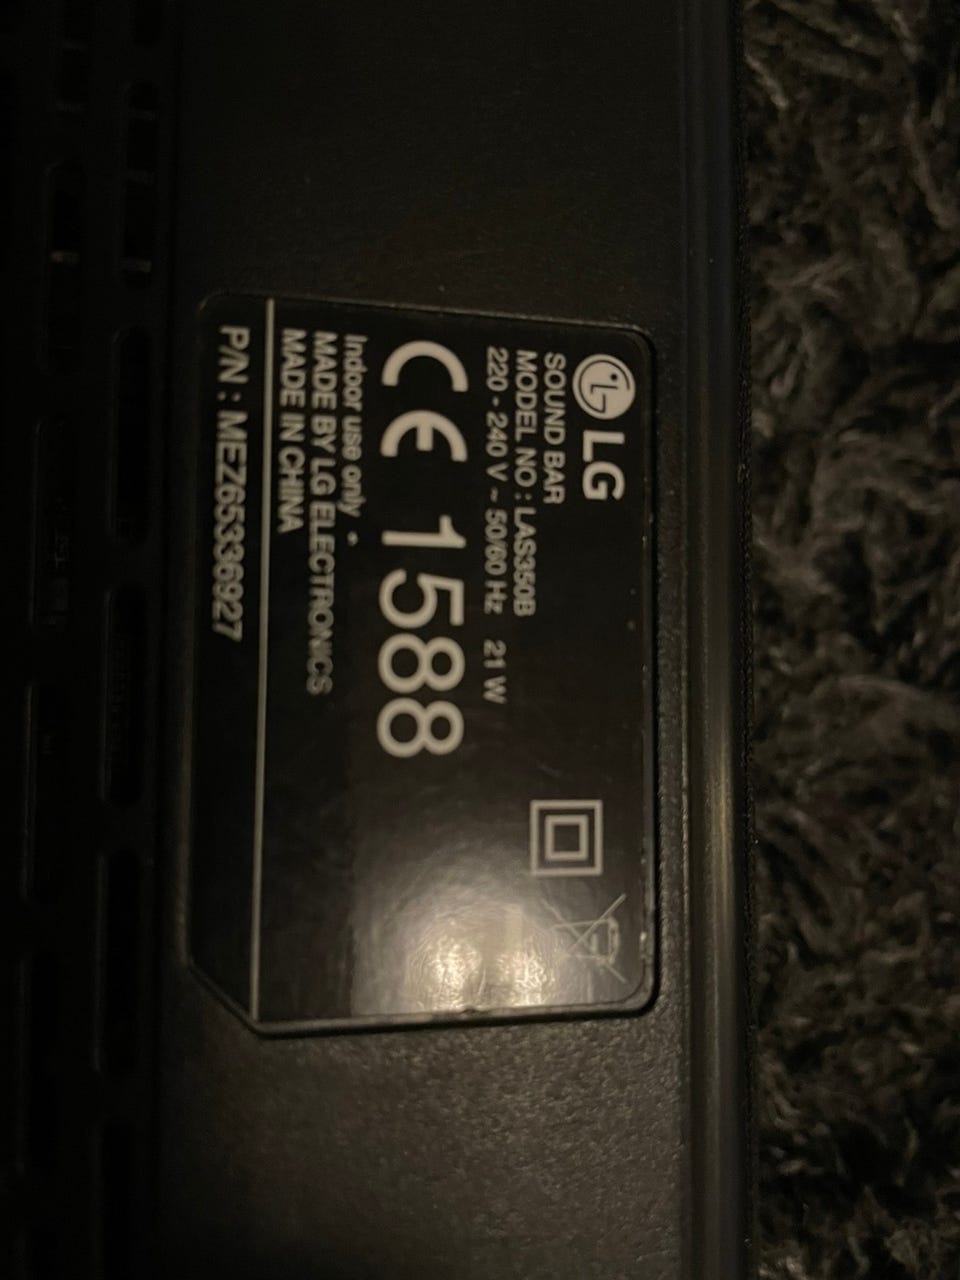 LG
SOUND BAR
MODEL NO : LAS350B
220 - 240 V ~ 50/60 Hz 21 W
CE 1588
Indoor use only
MADE BY LG ELECTRONICS
MADE IN CHINA
P/N : MEZ65336927